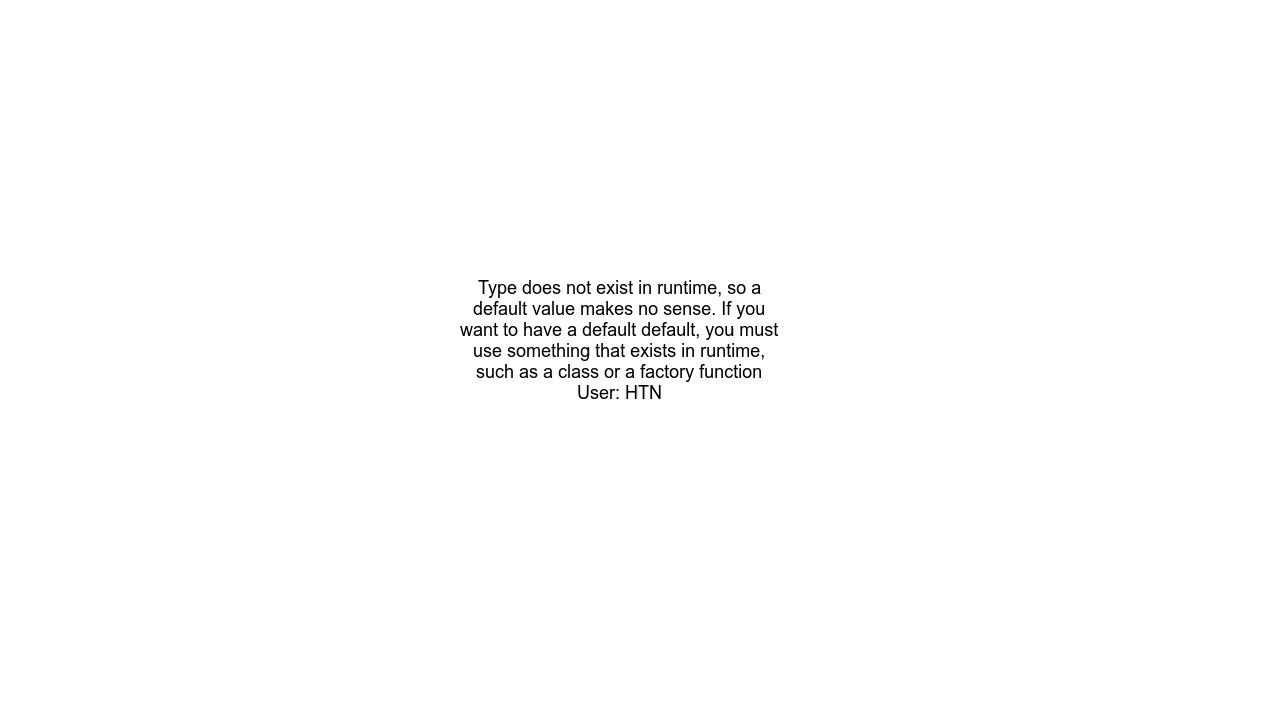 Type does not exist in runtime, so a
default value makes no sense. If you
want to have a default default, you must
use something that exists in runtime,
such as a class or a factory function
User: HTN